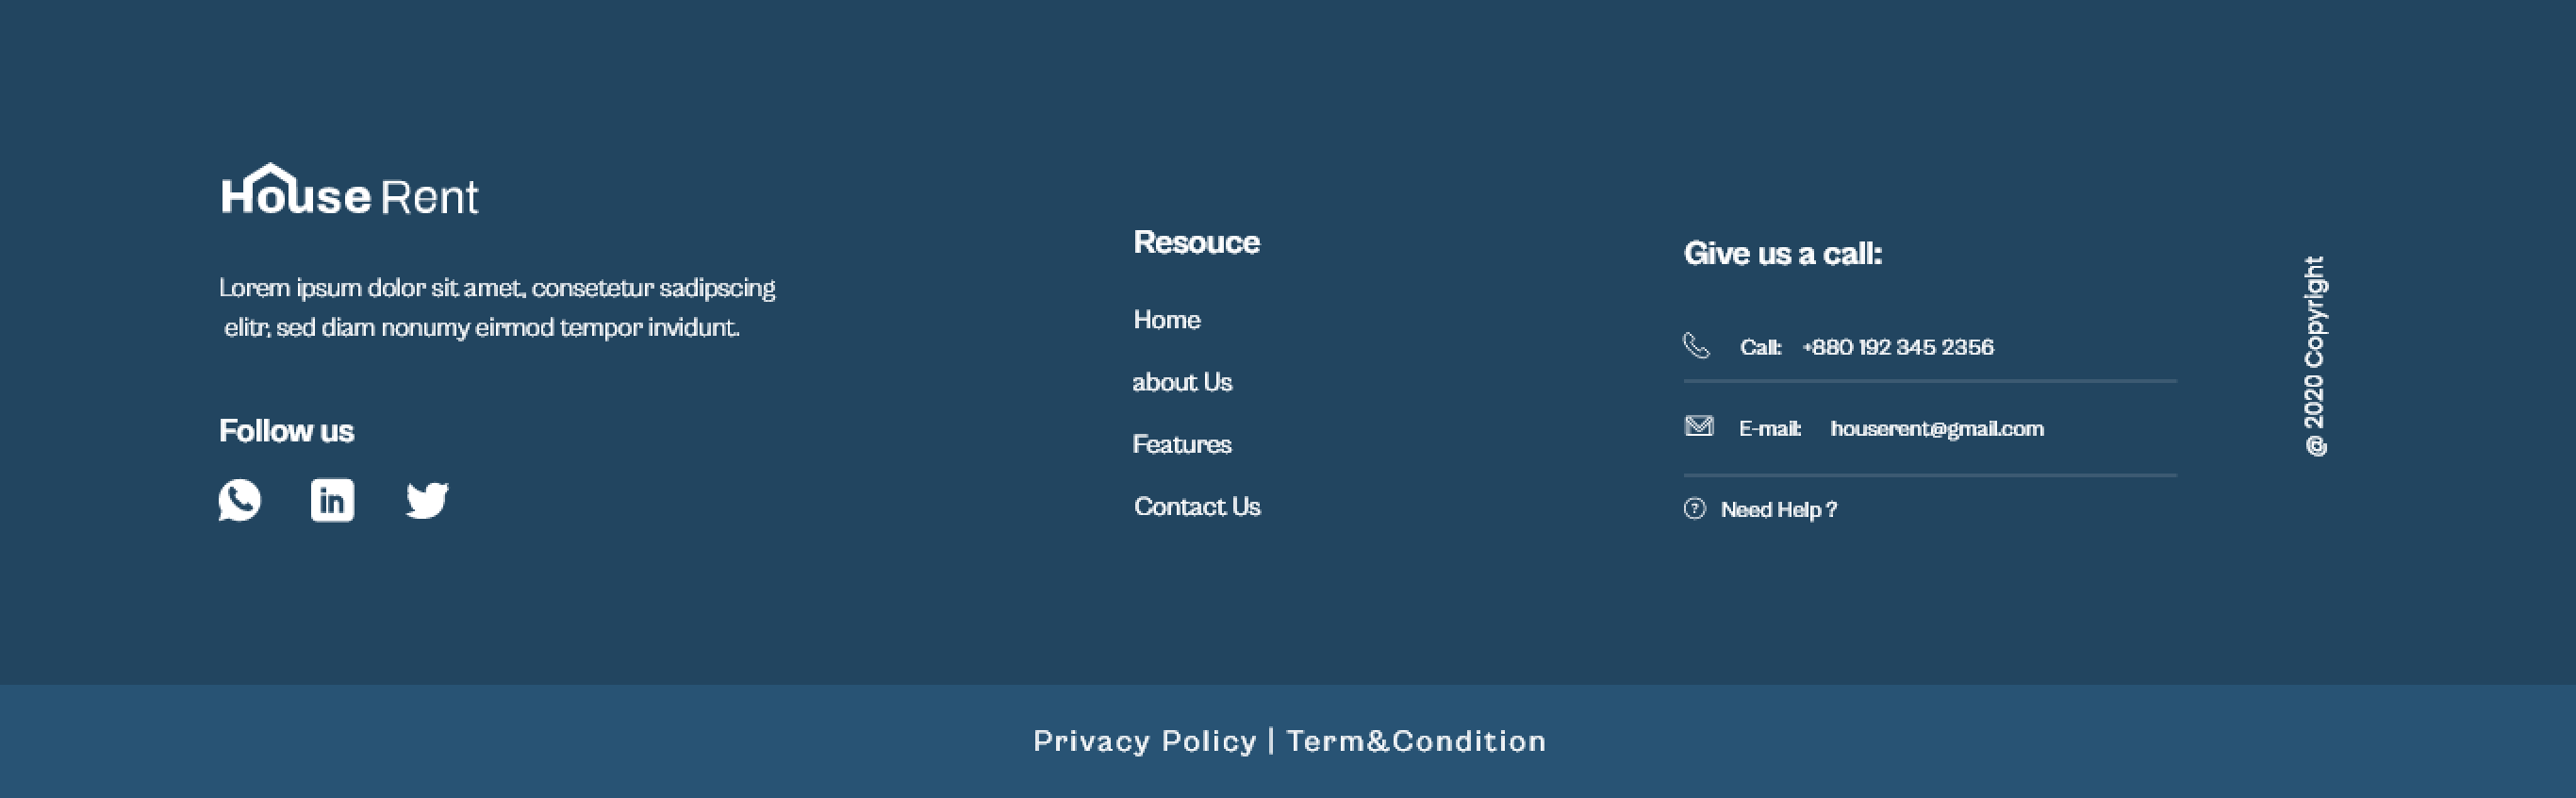 House Rent
Lorem ipsum dolor sit amet, consetetur sadipscing
elitr, sed diam nonumy eirmod tempor invidunt.
Follow us
in
Resouce
Home
about Us
Features
Contact Us
Give us a call:
Call: +880 192 345 2356
E-mail: houserent@gmail.com
? Need Help ?
@ 2020 Copyright
Privacy Policy | Term&Condition